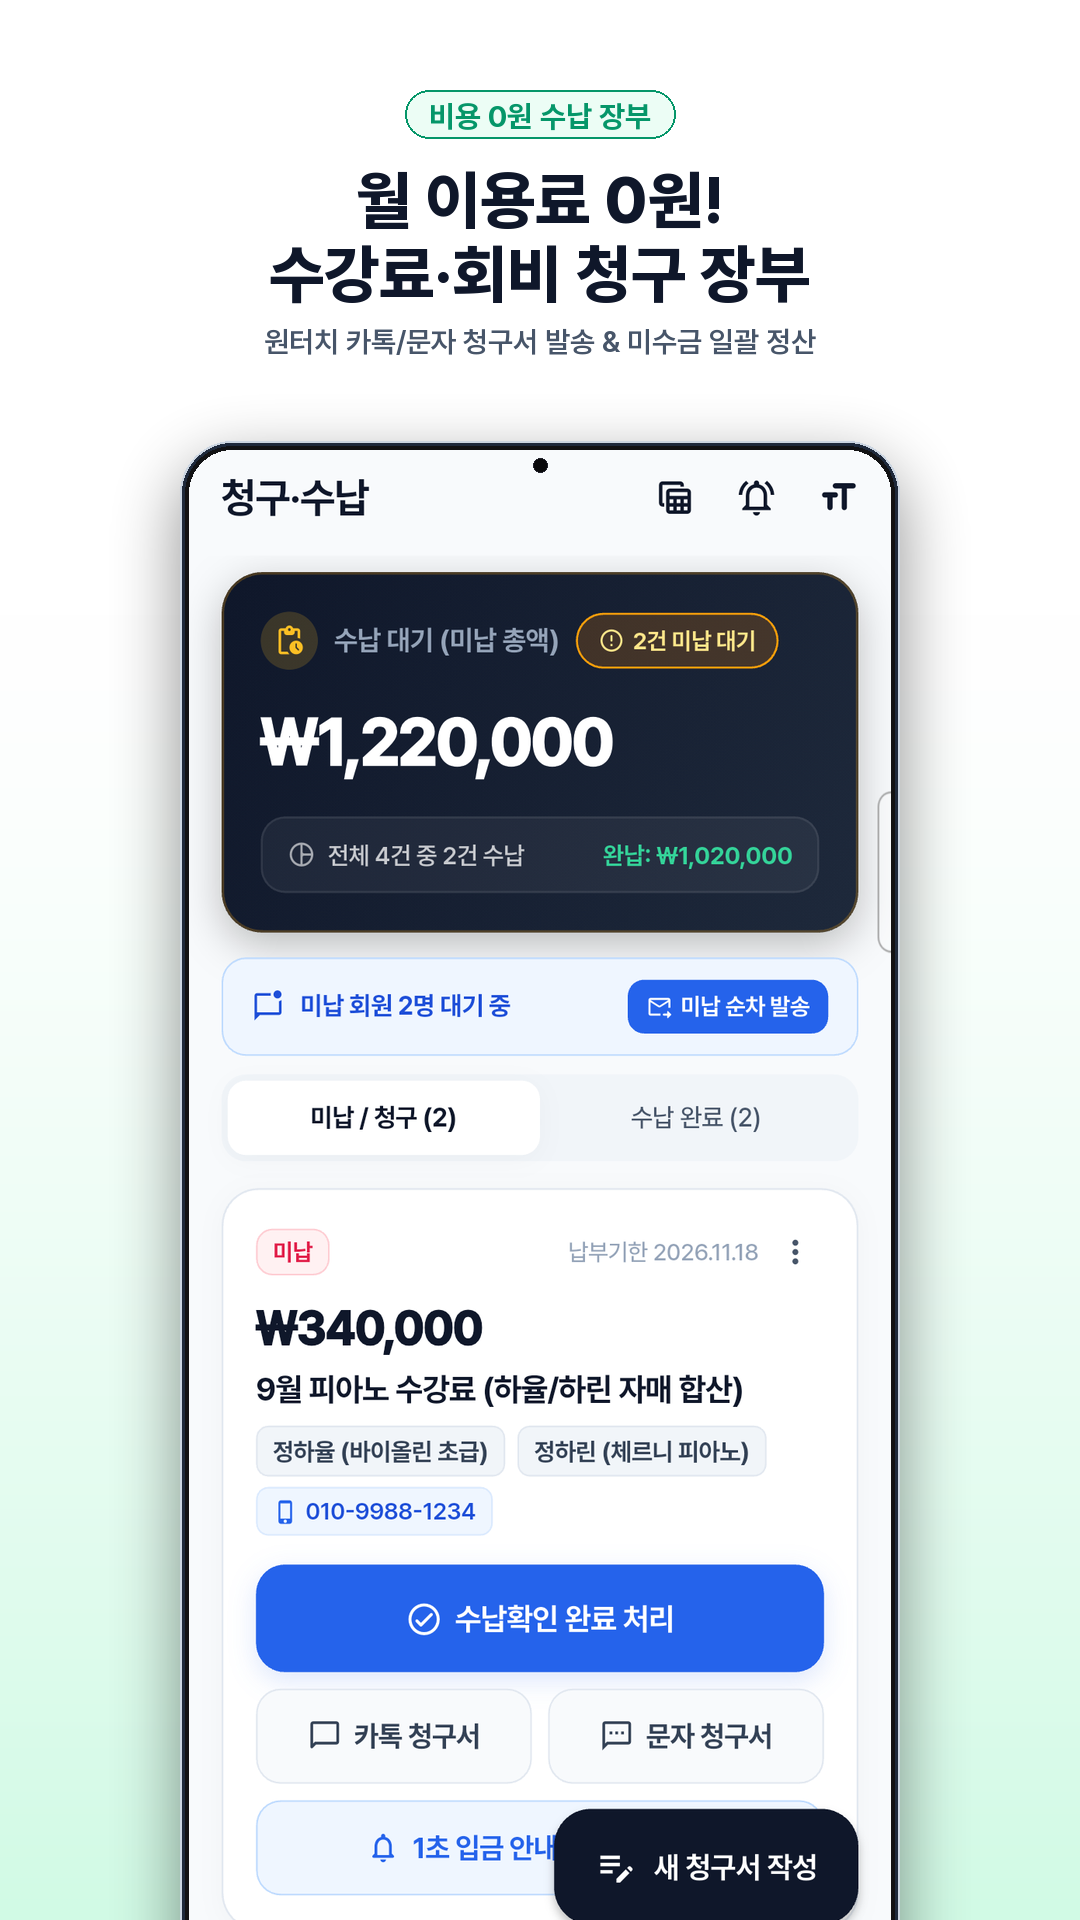 비용 0원 수납 장부
월 이용료 0원!
수강료·회비 청구 장부
원터치 카톡/문자 청구서 발송 & 미수금 일괄 정산
청구·수납
수납 대기 (미납 총액)
2건 미납 대기
₩1,220,000
전체 4건 중 2건 수납
완납: ₩1,020,000
미납 회원 2명 대기 중
미납 순차 발송
미납 / 청구 (2)
수납 완료 (2)
미납
납부기한 2026.11.18
₩340,000
9월 피아노 수강료 (하율/하린 자매 합산)
정하율 (바이올린 초급)
정하린 (체르니 피아노)
010-9988-1234
수납확인 완료 처리
카톡 청구서
문자 청구서
1초 입금 안내
새 청구서 작성